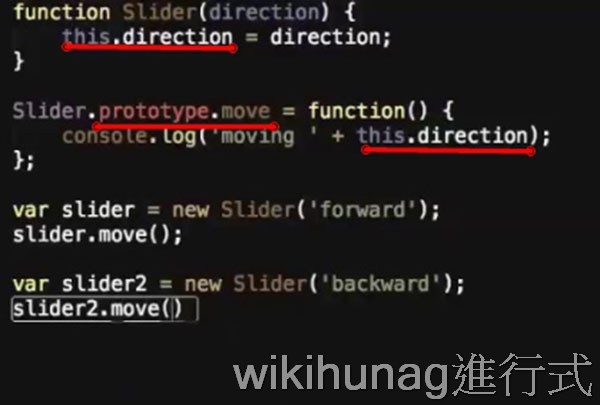 function Slider(direction) {
this.direction = direction;
}
Slider.prototype.move = function() {
console.log('moving ' + this.direction);
};
var slider = new Slider('forward');
slider.move();
var slider2 = new Slider('backward');
slider2.move()
wikihunag進行式